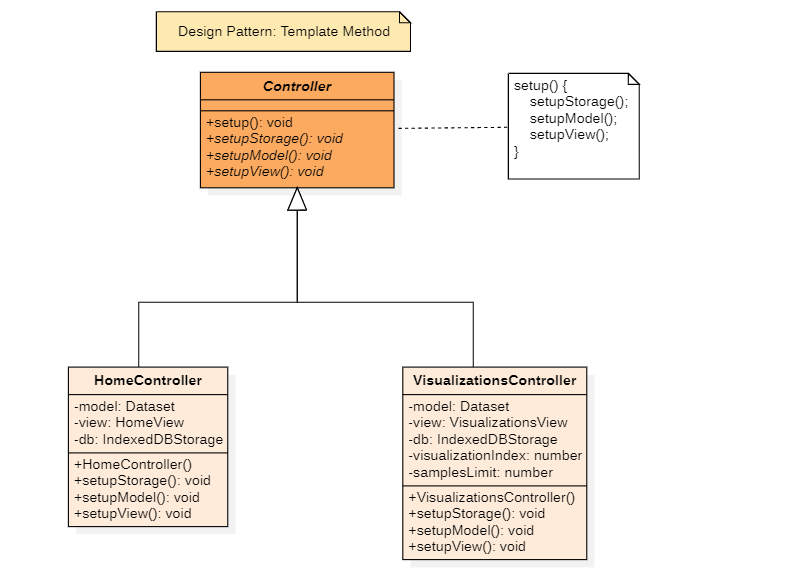 Design Pattern: Template Method
Controller
+setup(): void
+setupStorage(): void
+setupModel(): void
+setupView(): void
setup() {
setupStorage();
setupModel();
setupView();
}
HomeController
-model: Dataset
-view: HomeView
-db: IndexedDBStorage
+HomeController()
+setupStorage(): void
+setupModel(): void
+setupView(): void
VisualizationsController
-model: Dataset
-view: VisualizationsView
-db: IndexedDBStorage
-visualizationIndex: number
-samplesLimit: number
+VisualizationsController()
+setupStorage(): void
+setupModel(): void
+setupView(): void